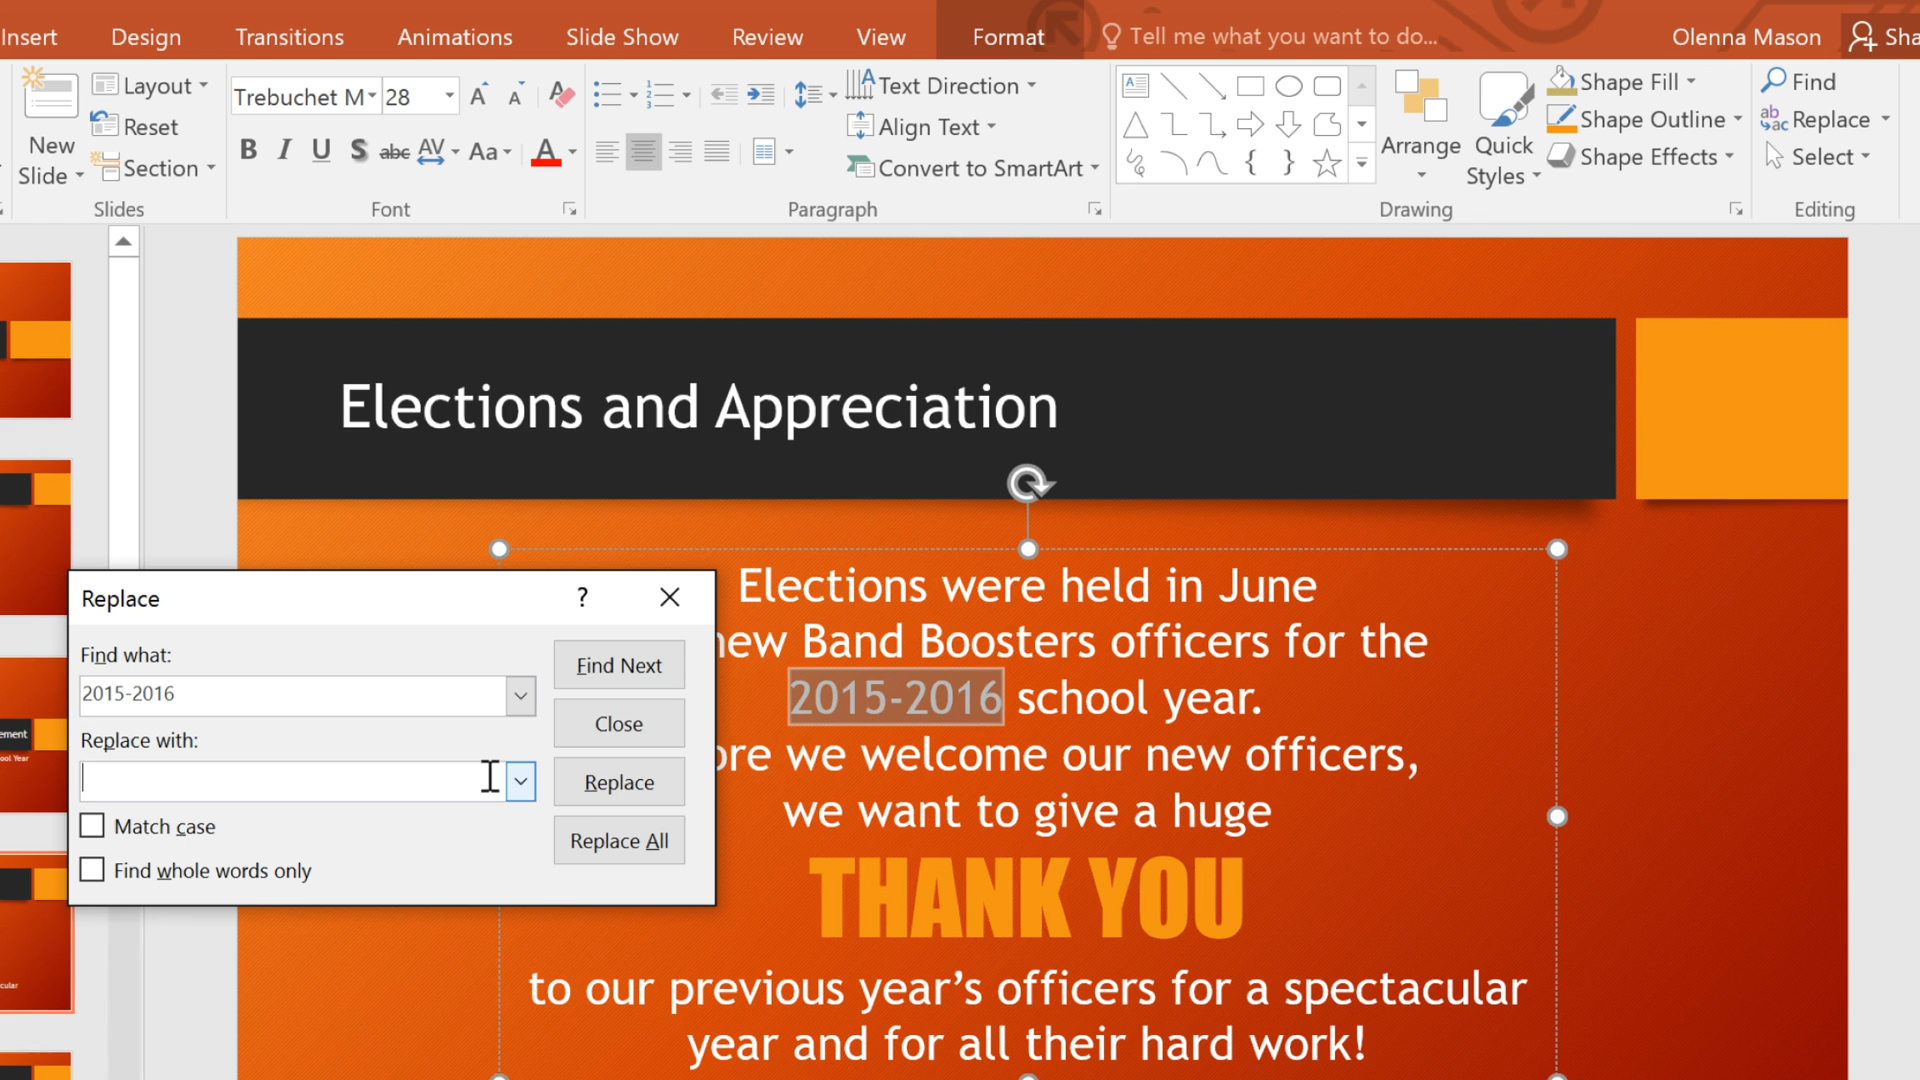 Insert Design Transitions Animations Slide Show Review View Format Tell me what you want to do... Olenna Mason
New Slide
Layout
Reset
Section
Slides
Trebuchet M 28
B I U S abc AV Aa A
Font
Text Direction
Align Text
Convert to SmartArt
Paragraph
Arrange
Quick Styles
Shape Fill
Shape Outline
Shape Effects
Drawing
Find
Replace
Select
Editing
Elections and Appreciation
Elections were held in June
new Band Boosters officers for the
2015-2016 school year.
we welcome our new officers,
we want to give a huge
THANK YOU
to our previous year’s officers for a spectacular
year and for all their hard work!
Replace ?
Find what:
2015-2016
Replace with:
Match case
Find whole words only
Find Next
Close
Replace
Replace All